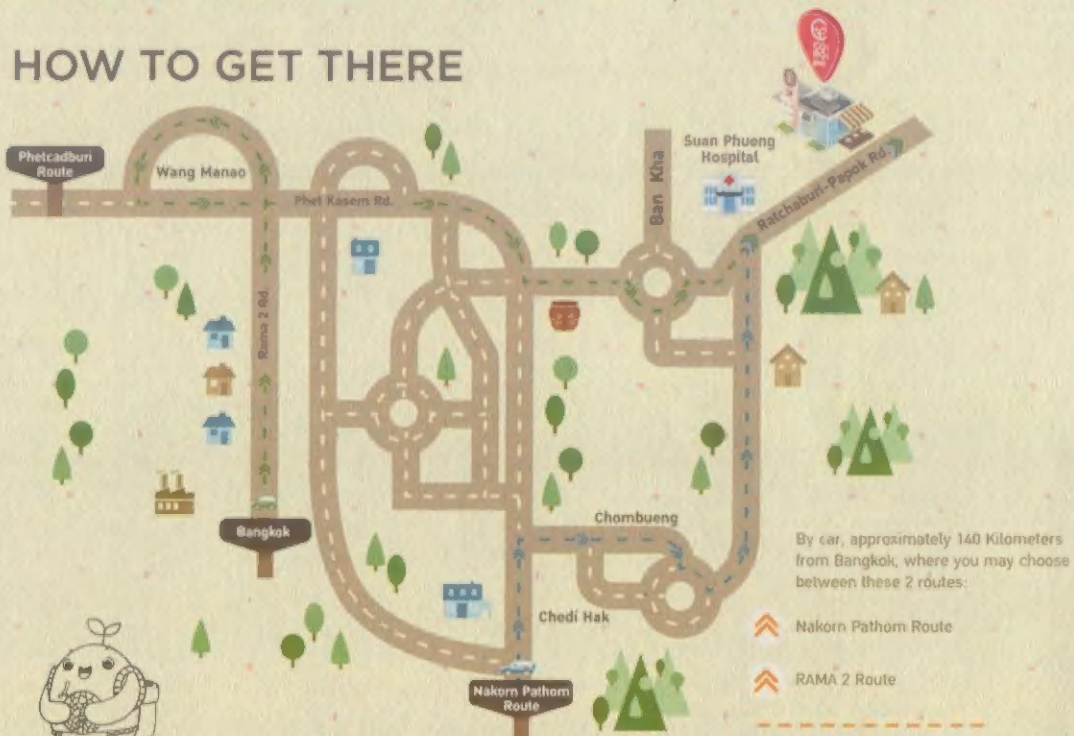 HOW TO GET THERE
Phetcadburi
Route
Wang Manao
Phet Kasem Rd.
Rama 2 Rd.
Bangkok
Ban Kha
Suan Phueng
Hospital
Ratchaburi-Papok Rd.
Chombueng
Chedi Hak
Nakorn Pathom
Route
By car, approximately 140 Kilometers
from Bangkok, where you may choose
between these 2 routes:
Nakorn Pathom Route
RAMA 2 Route